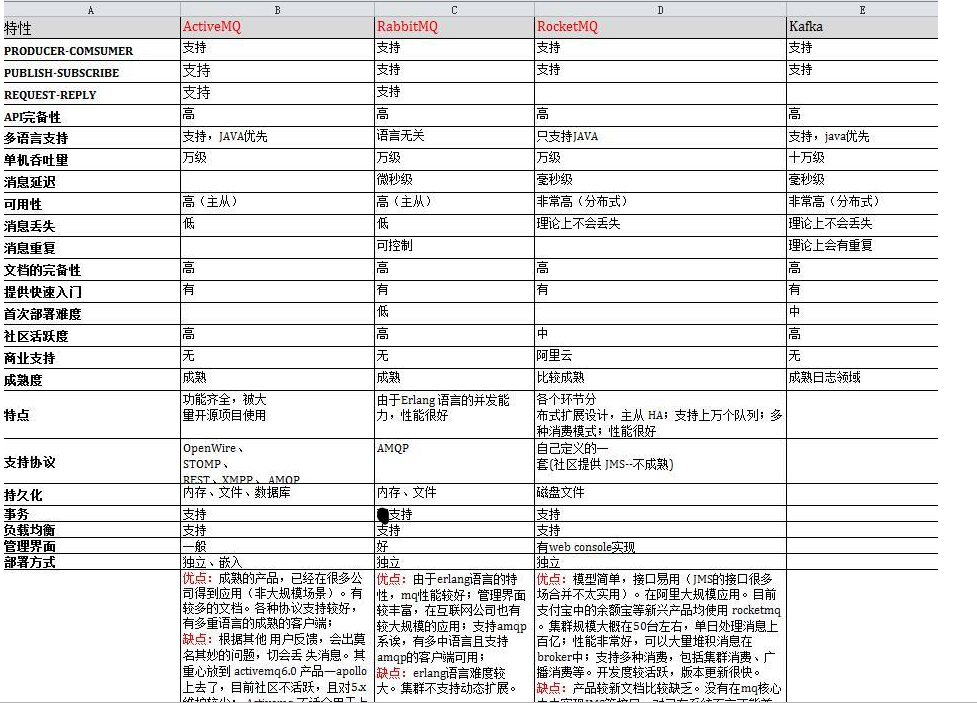 A B C D E
特性 ActiveMQ RabbitMQ RocketMQ Kafka
PRODUCER-COMSUMER 支持 支持 支持 支持
PUBLISH-SUBSCRIBE 支持 支持 支持 支持
REQUEST-REPLY 支持 支持
API完备性 高 高 高 高
多语言支持 支持，JAVA优先 语言无关 只支持JAVA 支持，java优先
单机吞吐量 万级 万级 万级 十万级
消息延迟 微秒级 毫秒级 毫秒级
可用性 高（主从） 高（主从） 非常高（分布式） 非常高（分布式）
消息丢失 低 低 理论上不会丢失 理论上不会丢失
消息重复 可控制 理论上会有重复
文档的完备性 高 高 高 高
提供快速入门 有 有 有 有
首次部署难度 低 中
社区活跃度 高 高 中 高
商业支持 无 无 阿里云 无
成熟度 成熟 成熟 比较成熟 成熟日志领域
特点
功能齐全，被大
量开源项目使用
由于Erlang 语言的并发能
力，性能很好
各个环节分
布式扩展设计，主从 HA；支持上万个队列；多
种消费模式；性能很好
支持协议
OpenWire、
STOMP、
REST、XMPP、AMQP
AMQP
自己定义的一
套(社区提供 JMS--不成熟)
持久化 内存、文件、数据库 内存、文件 磁盘文件
事务 支持 支持 支持
负载均衡 支持 支持 支持
管理界面 一般 好 有web console实现
部署方式 独立、嵌入 独立 独立
优点：成熟的产品，已经在很多公
司得到应用（非大规模场景）。有
较多的文档。各种协议支持较好，
有多重语言的成熟的客户端；
缺点：根据其他 用户反馈，会出莫
名其妙的问题，切会丢 失消息。其
重心放到 activemq6.0 产品—apollo
上去了，目前社区不活跃，且对5.x
优点：由于erlang语言的特
性，mq性能较好；管理界面
较丰富，在互联网公司也有
较大规模的应用；支持amqp
系诶，有多中语言且支持
amqp的客户端可用；
缺点：erlang语言难度较
大。集群不支持动态扩展。
优点：模型简单，接口易用（JMS的接口很多
场合并不太实用）。在阿里大规模应用。目前
支付宝中的余额宝等新兴产品均使用 rocketmq
。集群规模大概在50台左右，单日处理消息上
百亿；性能非常好，可以大量堆积消息在
broker中；支持多种消费，包括集群消费、广
播消费等。开发度较活跃，版本更新很快。
缺点：产品较新文档比较缺乏。没有在mq核心